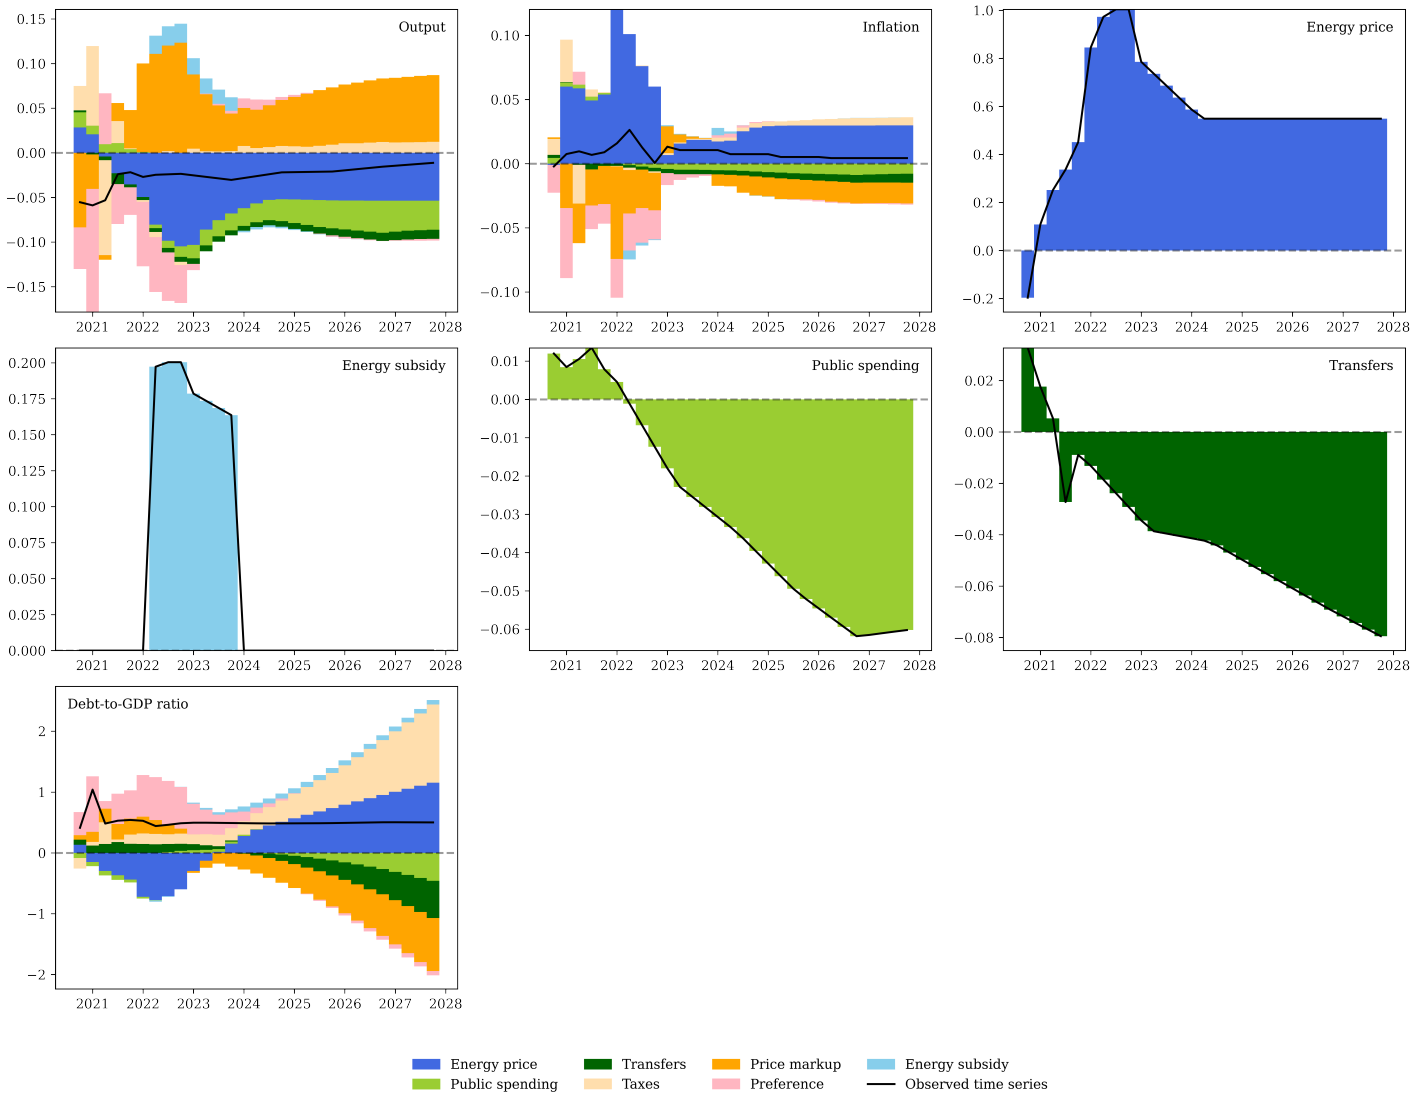 Output
0.15
0.10
0.05
0.00
−0.05
−0.10
−0.15
2021 2022 2023 2024 2025 2026 2027 2028
Inflation
0.10
0.05
0.00
−0.05
−0.10
2021 2022 2023 2024 2025 2026 2027 2028
Energy price
1.0
0.8
0.6
0.4
0.2
0.0
−0.2
2021 2022 2023 2024 2025 2026 2027 2028
Energy subsidy
0.200
0.175
0.150
0.125
0.100
0.075
0.050
0.025
0.000
2021 2022 2023 2024 2025 2026 2027 2028
Public spending
0.01
0.00
−0.01
−0.02
−0.03
−0.04
−0.05
−0.06
2021 2022 2023 2024 2025 2026 2027 2028
Transfers
0.02
0.00
−0.02
−0.04
−0.06
−0.08
2021 2022 2023 2024 2025 2026 2027 2028
Debt-to-GDP ratio
2
1
0
−1
−2
2021 2022 2023 2024 2025 2026 2027 2028
Energy price Transfers Price markup Energy subsidy
Public spending Taxes Preference Observed time series